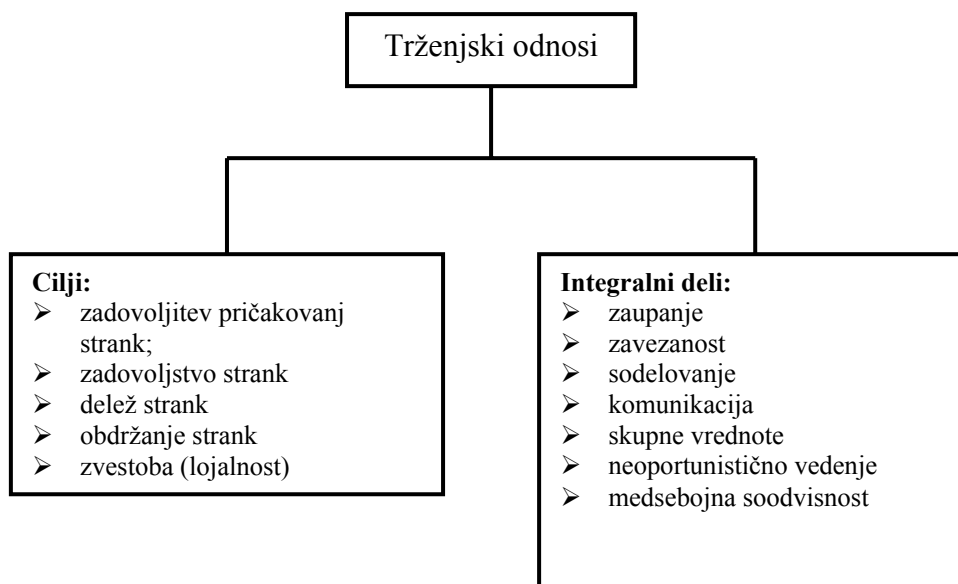 Trženjski odnosi
Cilji:
➢ zadovoljitev pričakovanj
strank;
➢ zadovoljstvo strank
➢ delež strank
➢ obdržanje strank
➢ zvestoba (lojalnost)
Integralni deli:
➢ zaupanje
➢ zavezanost
➢ sodelovanje
➢ komunikacija
➢ skupne vrednote
➢ neoportunistično vedenje
➢ medsebojna soodvisnost